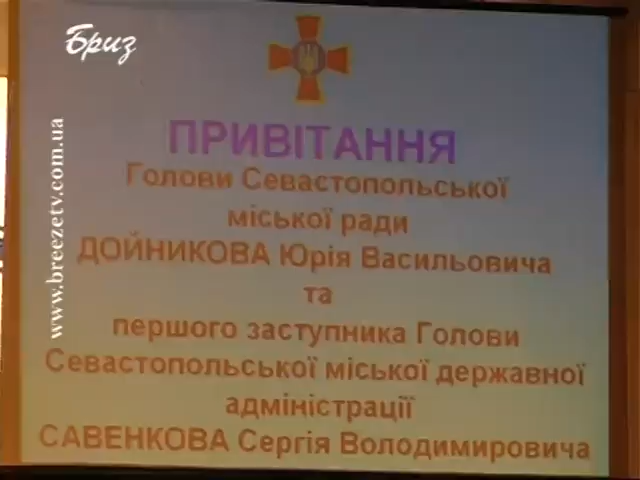 Бриз
www.breezetv.com.ua
ПРИВІТАННЯ
Голови Севастопольської
міської ради
ДОЙНИКОВА Юрія Васильовича
та
першого заступника Голови
Севастопольської міської державної
адміністрації
САВЕНКОВА Сергія Володимировича